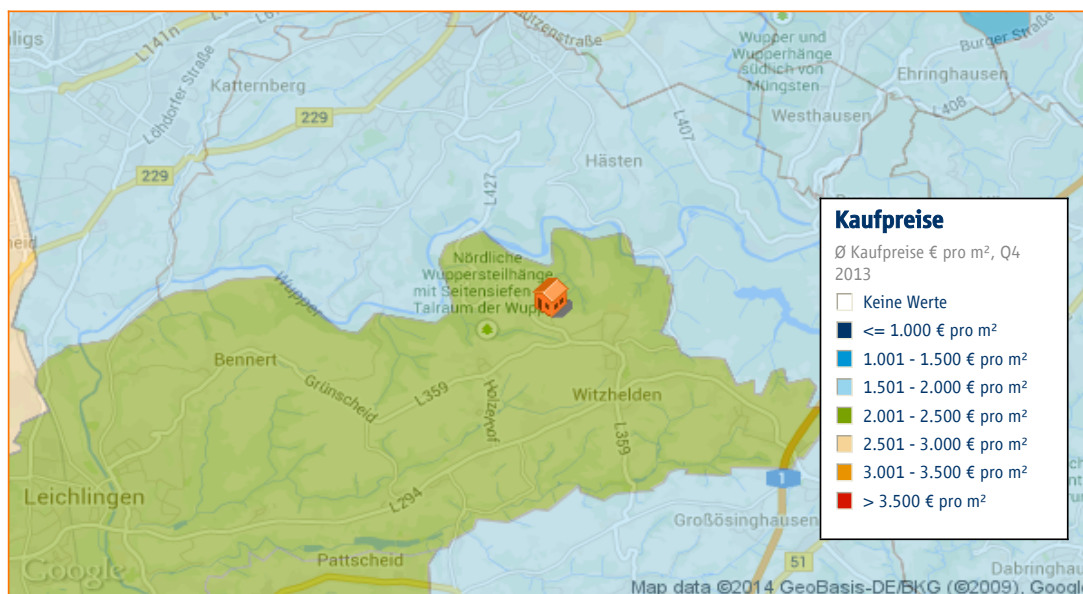 L141n
Katternberg
229
Löhdorfer Straße
229
L427
Hästen
Wupper und
Wupperhänge
südlich von
Müngsten
L407
Westhausen
Burger Straße
Ehringhausen
L408
Nördliche
Wuppersteilhänge
mit Seitensiefen
Talraum der Wupp
Wupper
Bennert
Grünscheid
L359
Witzhelden
L359
L294
Leichlingen
Pattscheid
Großösinghausen
1
51
Dabringhau
Kaufpreise
Ø Kaufpreise € pro m², Q4
2013
Keine Werte
<= 1.000 € pro m²
1.001 - 1.500 € pro m²
1.501 - 2.000 € pro m²
2.001 - 2.500 € pro m²
2.501 - 3.000 € pro m²
3.001 - 3.500 € pro m²
> 3.500 € pro m²
Google
Map data ©2014 GeoBasis-DE/BKG (©2009), Google